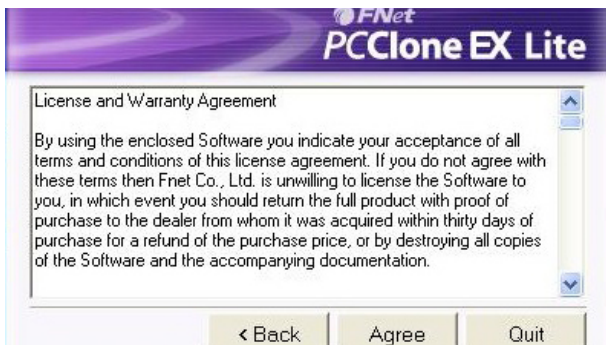 FNet
PCClone EX Lite
License and Warranty Agreement
By using the enclosed Software you indicate your acceptance of all
terms and conditions of this license agreement. If you do not agree with
these terms then Fnet Co., Ltd. is unwilling to license the Software to
you, in which event you should return the full product with proof of
purchase to the dealer from whom it was acquired within thirty days of
purchase for a refund of the purchase price, or by destroying all copies
of the Software and the accompanying documentation.
< Back Agree Quit